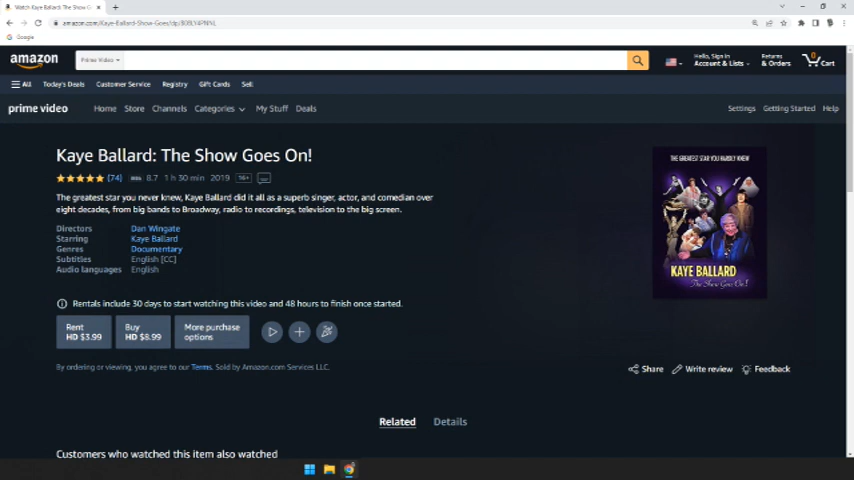 Watch Kaye Ballard: The Show G
amazon.com/Kaye-Ballard-Show-Goes/dp/
Google
amazon
Prime Video
Hello, Sign in
Account & Lists
Returns
& Orders
0
Cart
All
Today's Deals
Customer Service
Registry
Gift Cards
Sell
prime video
Home
Store
Channels
Categories
My Stuff
Deals
Settings
Getting Started
Help
Kaye Ballard: The Show Goes On!
(74)
8.7
1 h 30 min
2019
16+
The greatest star you never knew, Kaye Ballard did it all as a superb singer, actor, and comedian over
eight decades, from big bands to Broadway, radio to recordings, television to the big screen.
Directors Dan Wingate
Starring Kaye Ballard
Genres Documentary
Subtitles English [CC]
Audio languages English
THE GREATEST STAR YOU HARDLY KNEW
KAYE BALLARD
The Show Goes On!
Rentals include 30 days to start watching this video and 48 hours to finish once started.
Rent
HD $3.99
Buy
HD $8.99
More purchase
options
By ordering or viewing, you agree to our Terms. Sold by Amazon.com Services LLC.
Share
Write review
Feedback
Related
Details
Customers who watched this item also watched